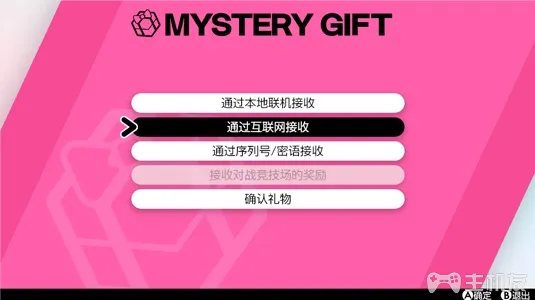 MYSTERY GIFT
通过本地联机接收
通过互联网接收
通过序列号/密语接收
接收对战竞技场的奖励
确认礼物
A确定 B退出